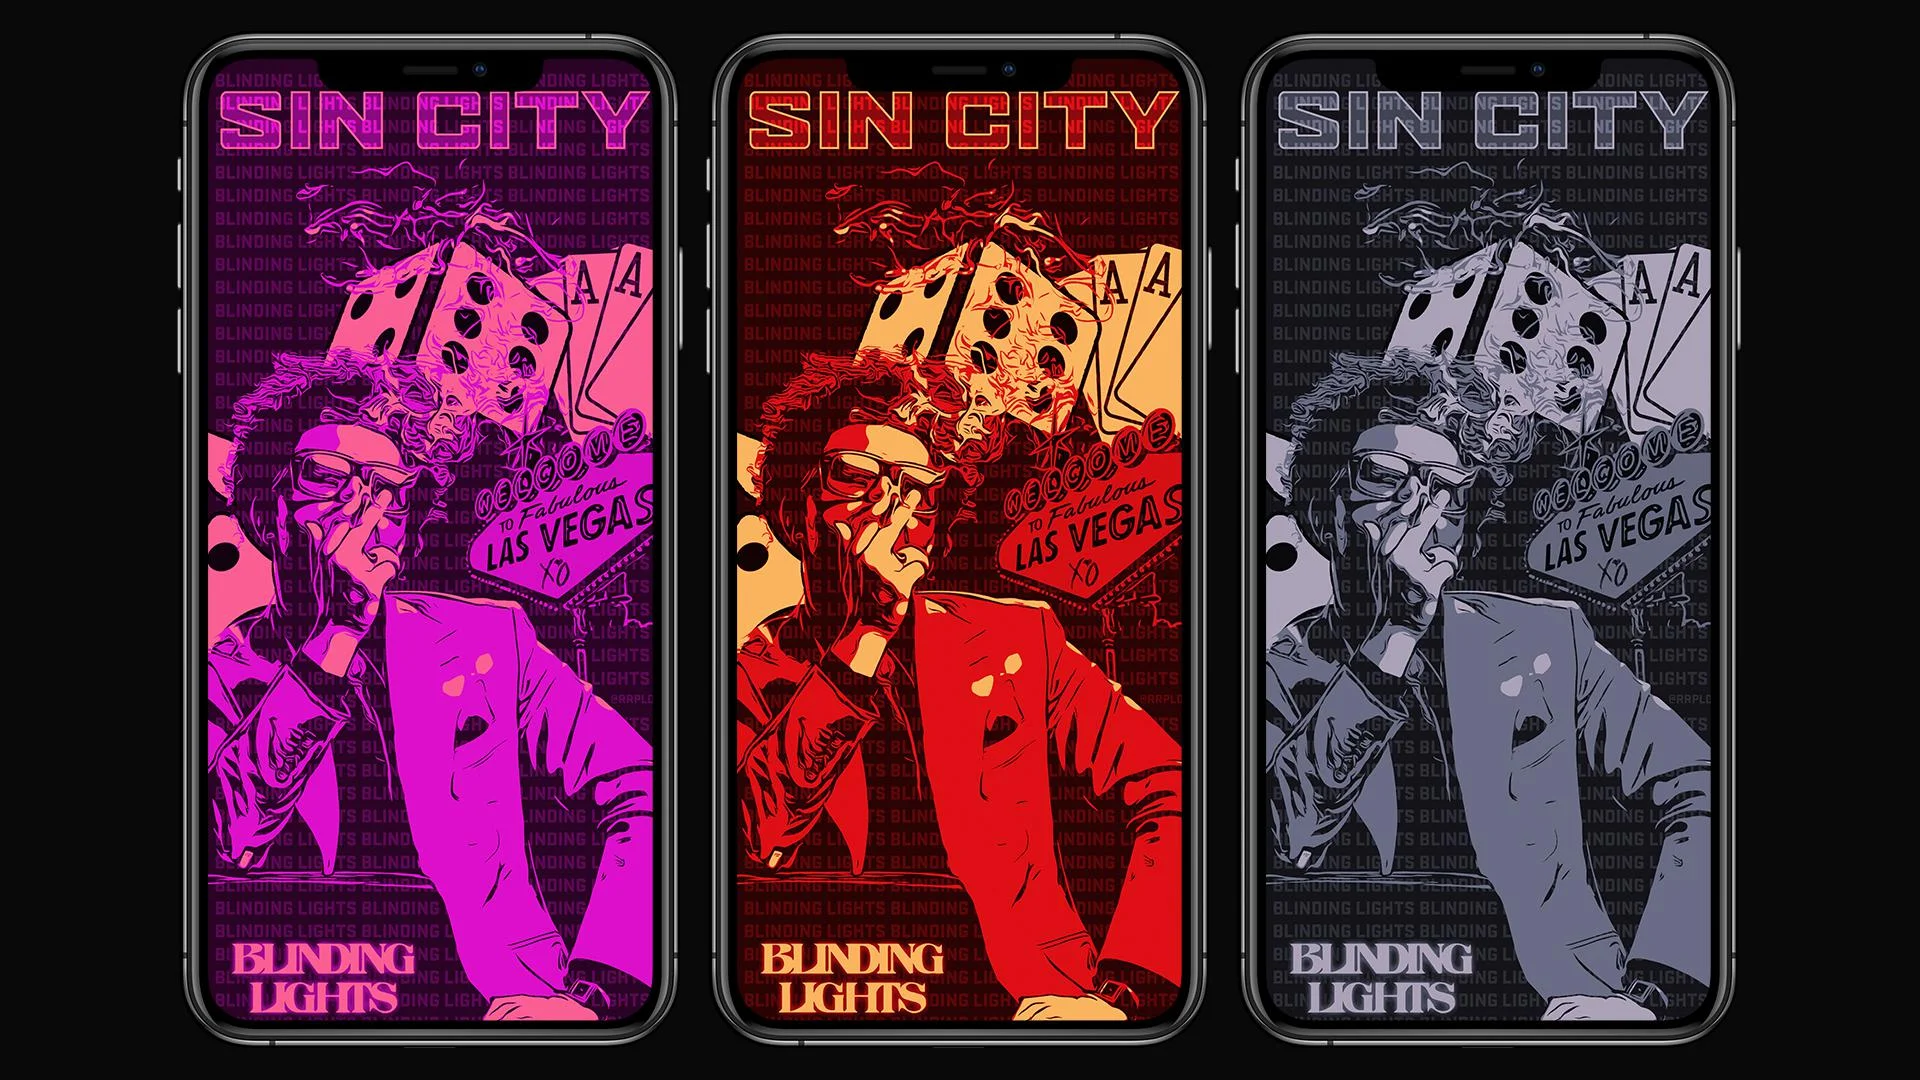 SIN CITY
A A
WELCOME
TO Fabulous
LAS VEGAS
XO
@RRPLD
BLINDING
LIGHTS
SIN CITY
A A
WELCOME
TO Fabulous
LAS VEGAS
XO
BLINDING
LIGHTS
SIN CITY
A A
WELCOME
TO Fabulous
LAS VEGAS
XO
BLINDING
LIGHTS
BLINDING LIGHTS BLINDING LIGHTS BLINDING LIGHTS